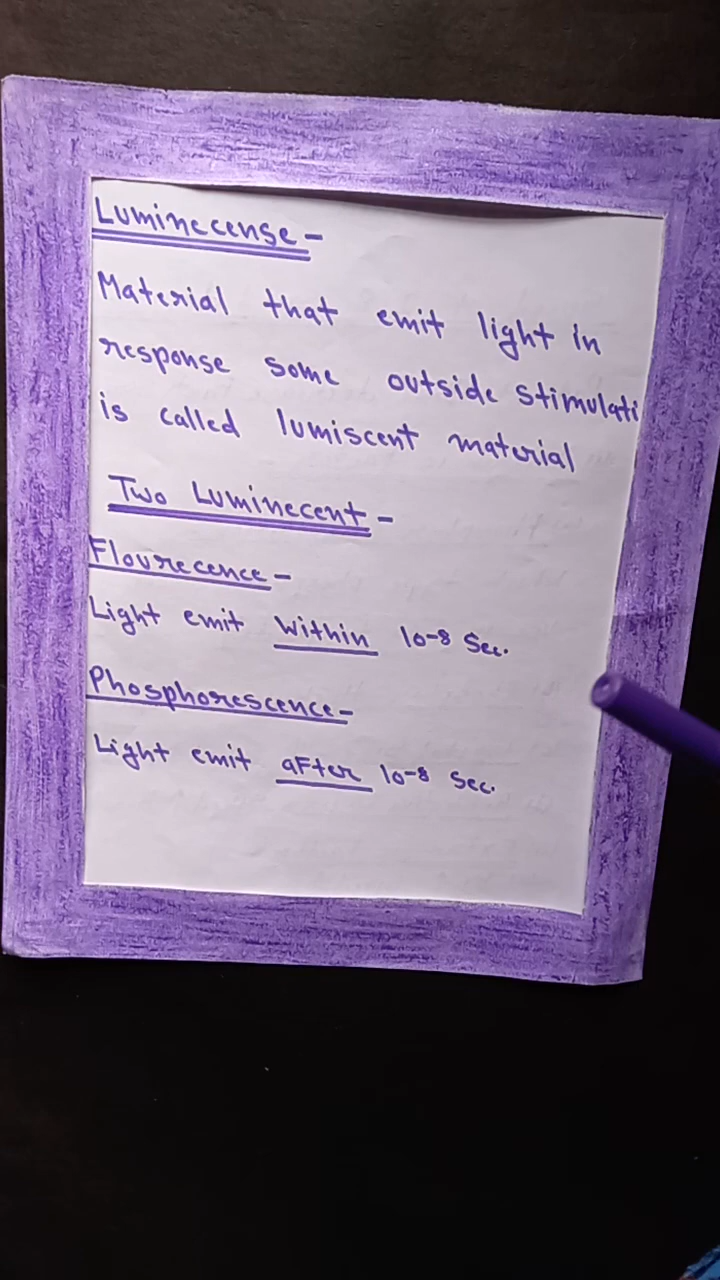 Luminecense-
Material that emit light in
response some outside stimulati
is called lumiscent material
Two Luminecent-
Flourecence-
Light emit within 10-8 Sec.
Phosphorescence-
Light emit after 10-8 Sec.